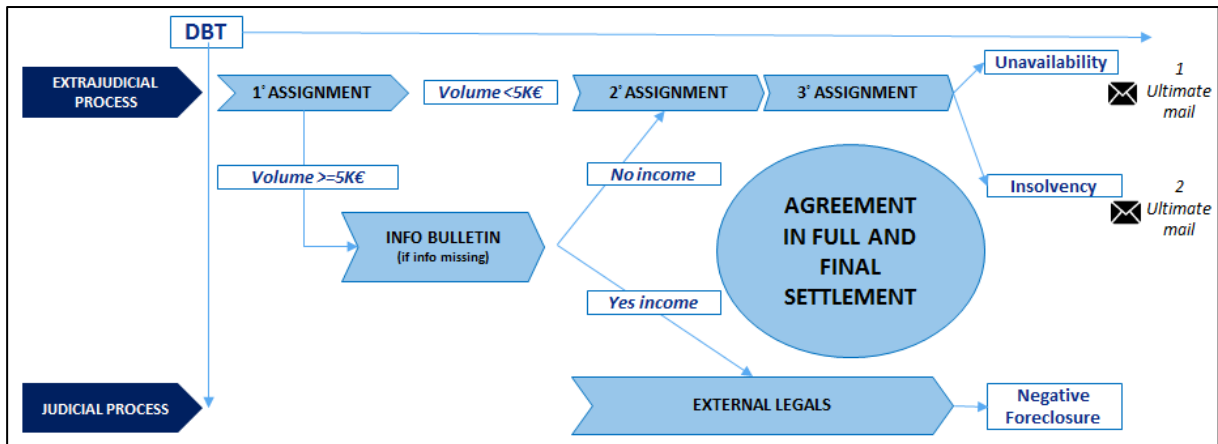 DBT
EXTRAJUDICIAL
PROCESS
1° ASSIGNMENT
Volume <5K€
2° ASSIGNMENT
3° ASSIGNMENT
Unavailability
1
Ultimate
mail
Volume >=5K€
No income
Insolvency
2
Ultimate
mail
INFO BULLETIN
(if info missing)
AGREEMENT
IN FULL AND
FINAL
SETTLEMENT
Yes income
JUDICIAL PROCESS
EXTERNAL LEGALS
Negative
Foreclosure